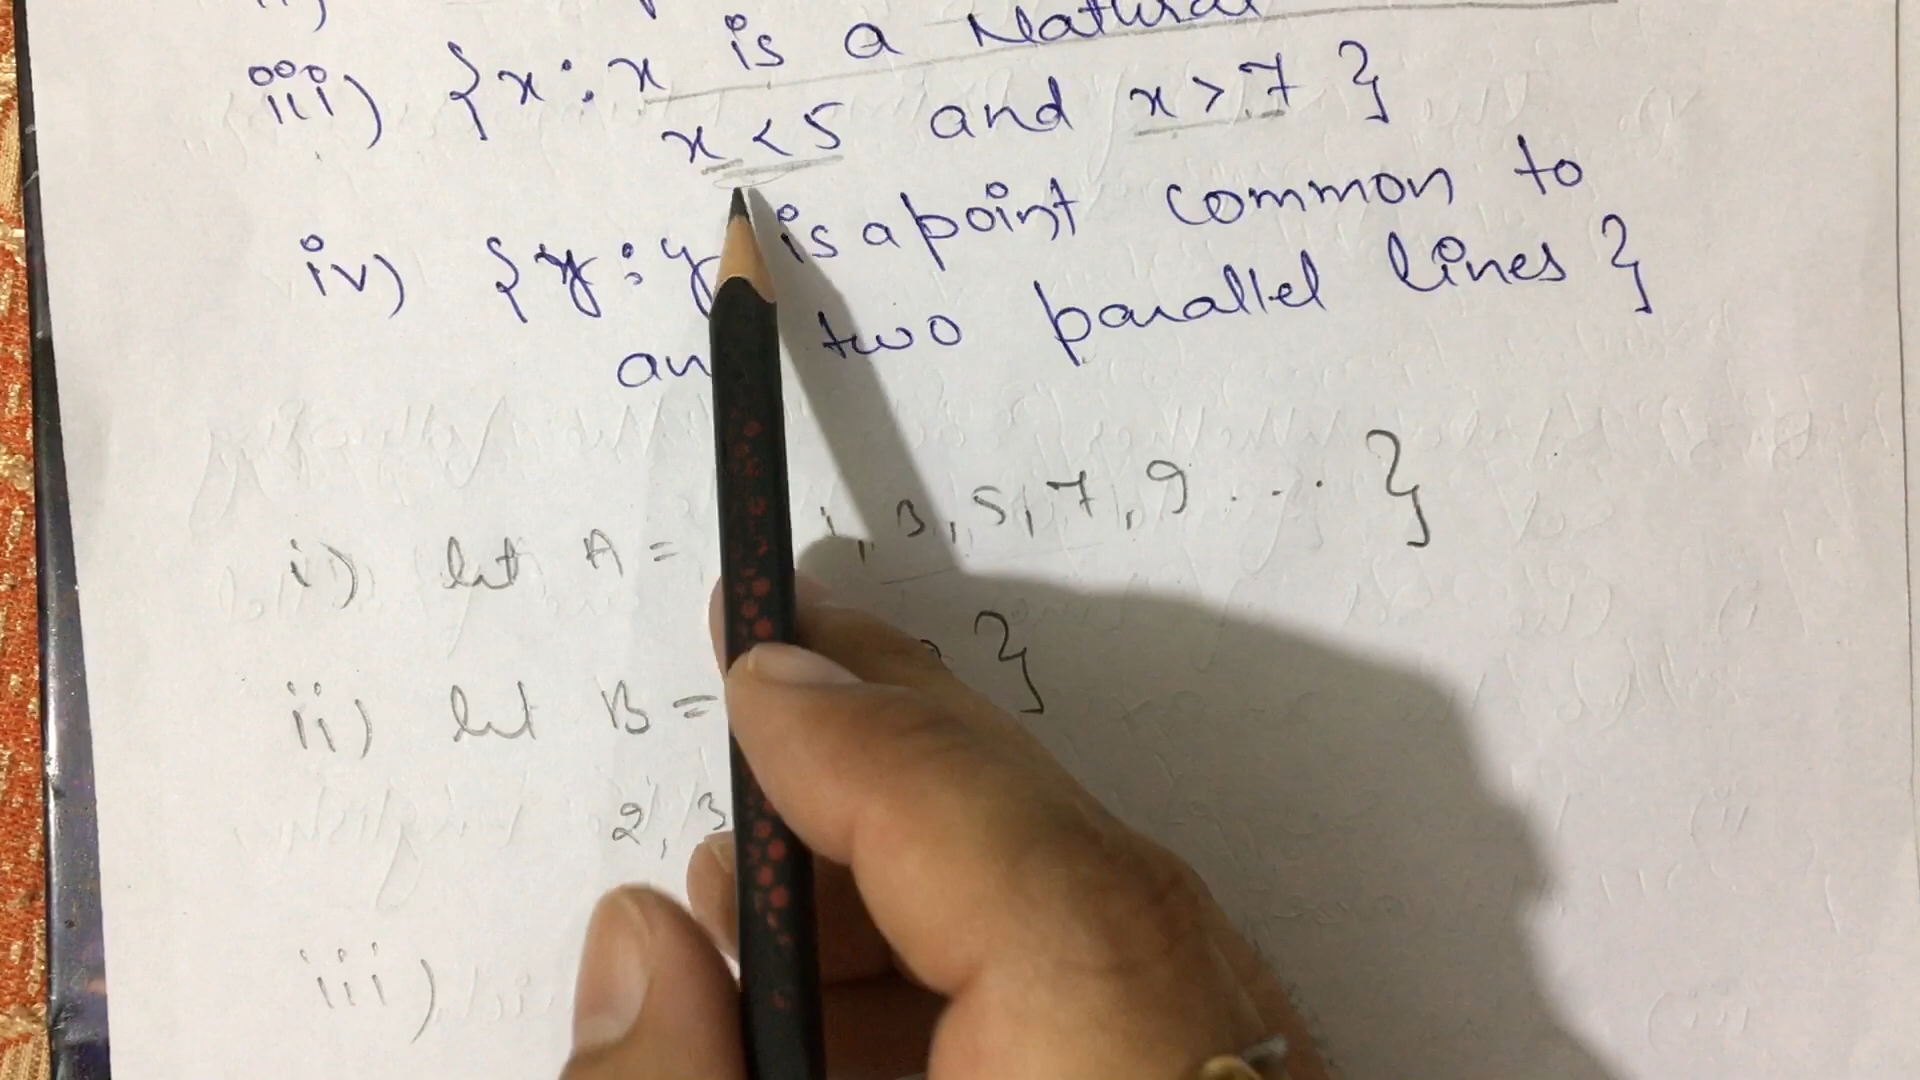 iii) {x : x is a Natural
x < 5 and x > 7 }
iv) {y : y is a point common to
two parallel lines }
i) let A = 1, 3, 5, 7, 9 . . . }
ii) let B = }
2, 3
iii)